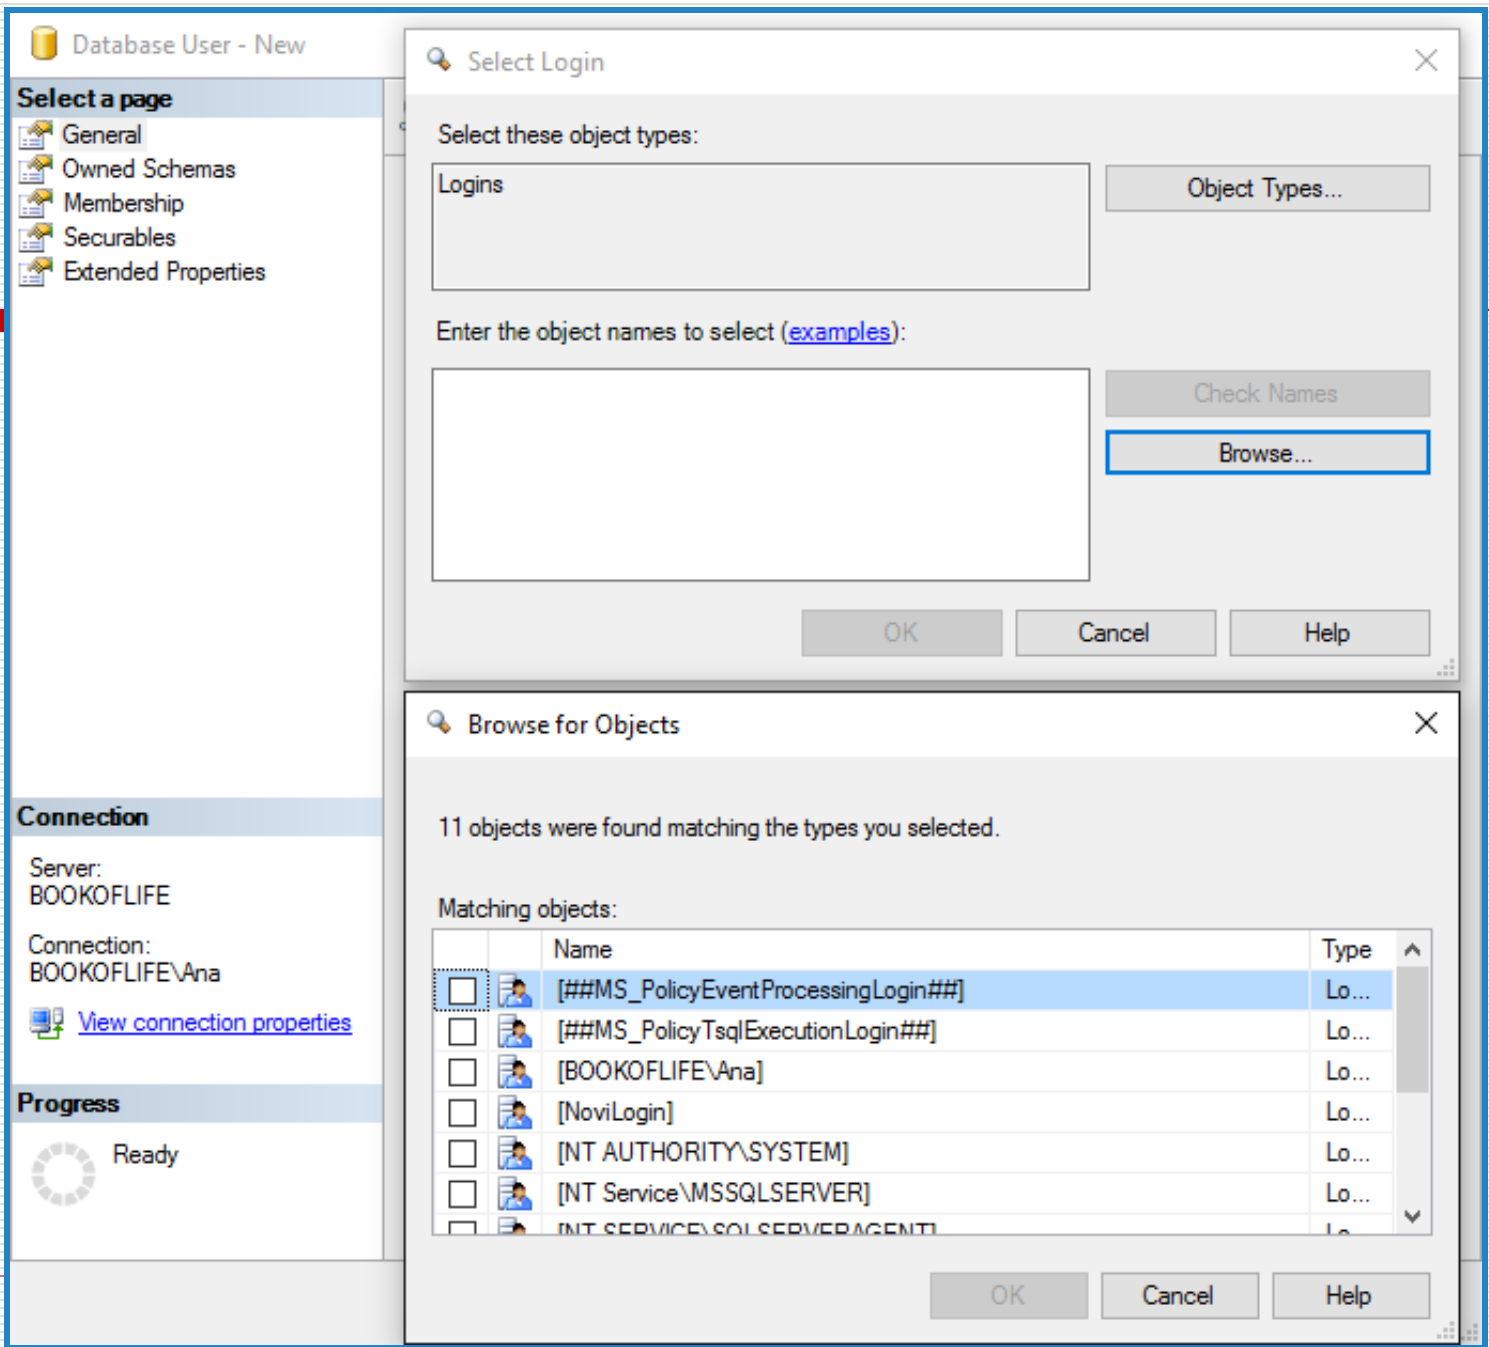 Database User - New
Select a page
General
Owned Schemas
Membership
Securables
Extended Properties
Connection
Server:
BOOKOFLIFE
Connection:
BOOKOFLIFE\Ana
View connection properties
Progress
Ready
Select Login
Select these object types:
Logins
Object Types...
Enter the object names to select (examples):
Check Names
Browse...
OK Cancel Help
Browse for Objects
11 objects were found matching the types you selected.
Matching objects:
Name Type
[##MS_PolicyEventProcessingLogin##] Lo...
[##MS_PolicyTsqlExecutionLogin##] Lo...
[BOOKOFLIFE\Ana] Lo...
[NoviLogin] Lo...
[NT AUTHORITY\SYSTEM] Lo...
[NT Service\MSSQLSERVER] Lo...
[NT SERVICE\SQLSERVERAGENT] Lo...
OK Cancel Help